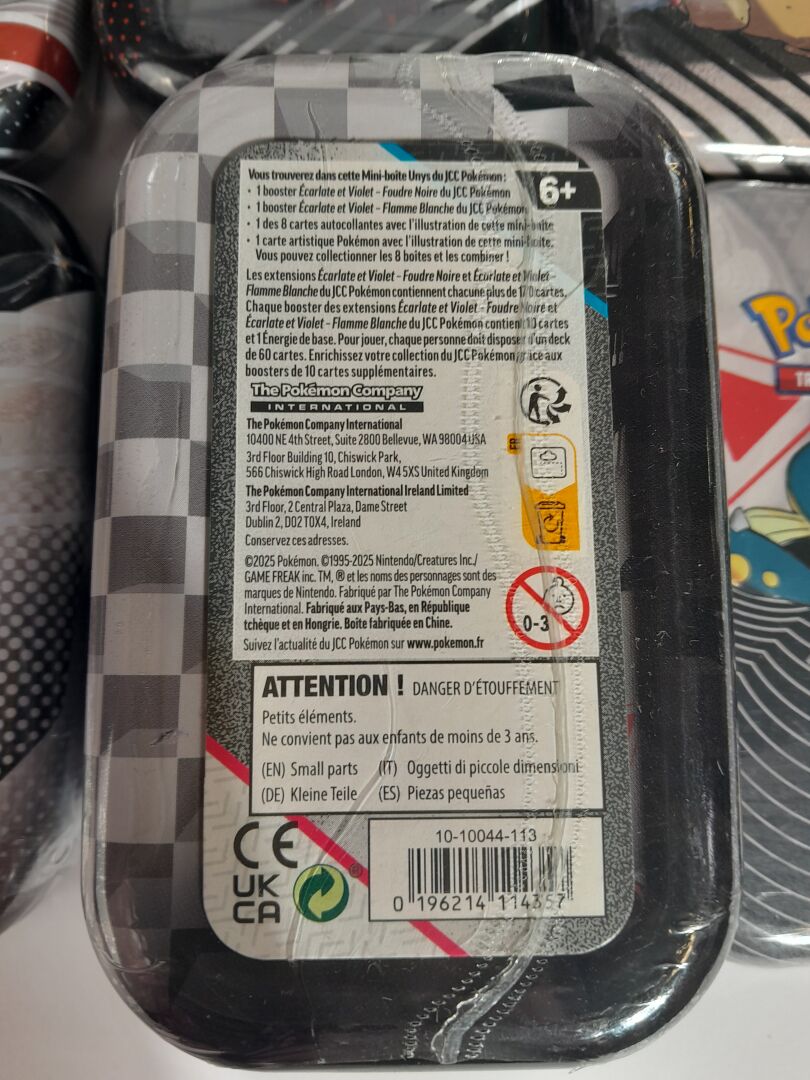 Vous trouverez dans cette Mini-boîte Unys du JCC Pokémon :
6+
• 1 booster Écarlate et Violet – Foudre Noire du JCC Pokémon
• 1 booster Écarlate et Violet – Flamme Blanche du JCC Pokémon
• 1 des 8 cartes autocollantes avec l'illustration de cette mini-boîte
• 1 carte artistique Pokémon avec l'illustration de cette mini-boîte.
Vous pouvez collectionner les 8 boîtes et les combiner !
Les extensions Écarlate et Violet – Foudre Noire et Écarlate et Violet –
Flamme Blanche du JCC Pokémon contiennent chacune plus de 170 cartes.
Chaque booster des extensions Écarlate et Violet – Foudre Noire et
Écarlate et Violet – Flamme Blanche du JCC Pokémon contient 10 cartes
et 1 Énergie de base. Pour jouer, chaque personne doit disposer d'un deck
de 60 cartes. Enrichissez votre collection du JCC Pokémon grâce aux
boosters de 10 cartes supplémentaires.
The Pokémon Company
INTERNATIONAL
The Pokémon Company International
10400 NE 4th Street, Suite 2800 Bellevue, WA 98004 USA
3rd Floor Building 10, Chiswick Park,
566 Chiswick High Road London, W4 5XS United Kingdom
The Pokémon Company International Ireland Limited
3rd Floor, 2 Central Plaza, Dame Street
Dublin 2, D02 T0X4, Ireland
Conservez ces adresses.
FR
©2025 Pokémon. ©1995-2025 Nintendo/Creatures Inc./
GAME FREAK inc. TM, ® et les noms des personnages sont des
marques de Nintendo. Fabriqué par The Pokémon Company
International. Fabriqué aux Pays-Bas, en République
tchèque et en Hongrie. Boîte fabriquée en Chine.
Suivez l'actualité du JCC Pokémon sur www.pokemon.fr
0-3
ATTENTION ! DANGER D'ÉTOUFFEMENT
Petits éléments.
Ne convient pas aux enfants de moins de 3 ans.
(EN) Small parts (IT) Oggetti di piccole dimensioni
(DE) Kleine Teile (ES) Piezas pequeñas
CE
UK
CA
®
10-10044-113
0 196214 114357
Po
TR